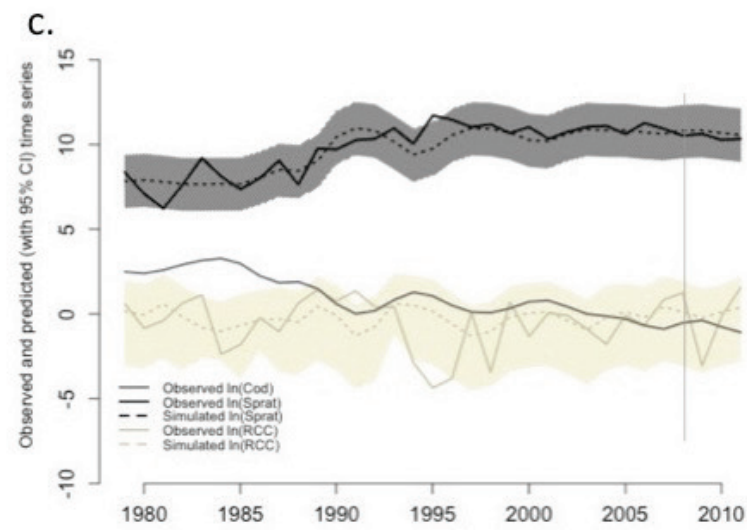 C.
Observed and predicted (with 95% CI) time series
15
10
5
0
-5
-10
Observed ln(Cod)
Observed ln(Sprat)
Simulated ln(Sprat)
Observed ln(RCC)
Simulated ln(RCC)
1980 1985 1990 1995 2000 2005 2010